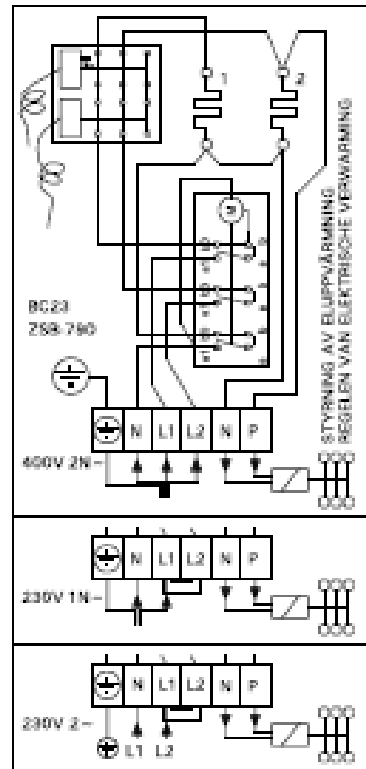 1
2
M
BC23
ZSB-780
STYRNING AV ELUPPVÄRMNING
REGELEN VAN ELEKTRISCHE VERWARMING
N L1 L2 N P
400V 2N~
N L1 L2 N P
230V 1N~
N L1 L2 N P
230V 2~
L1 L2